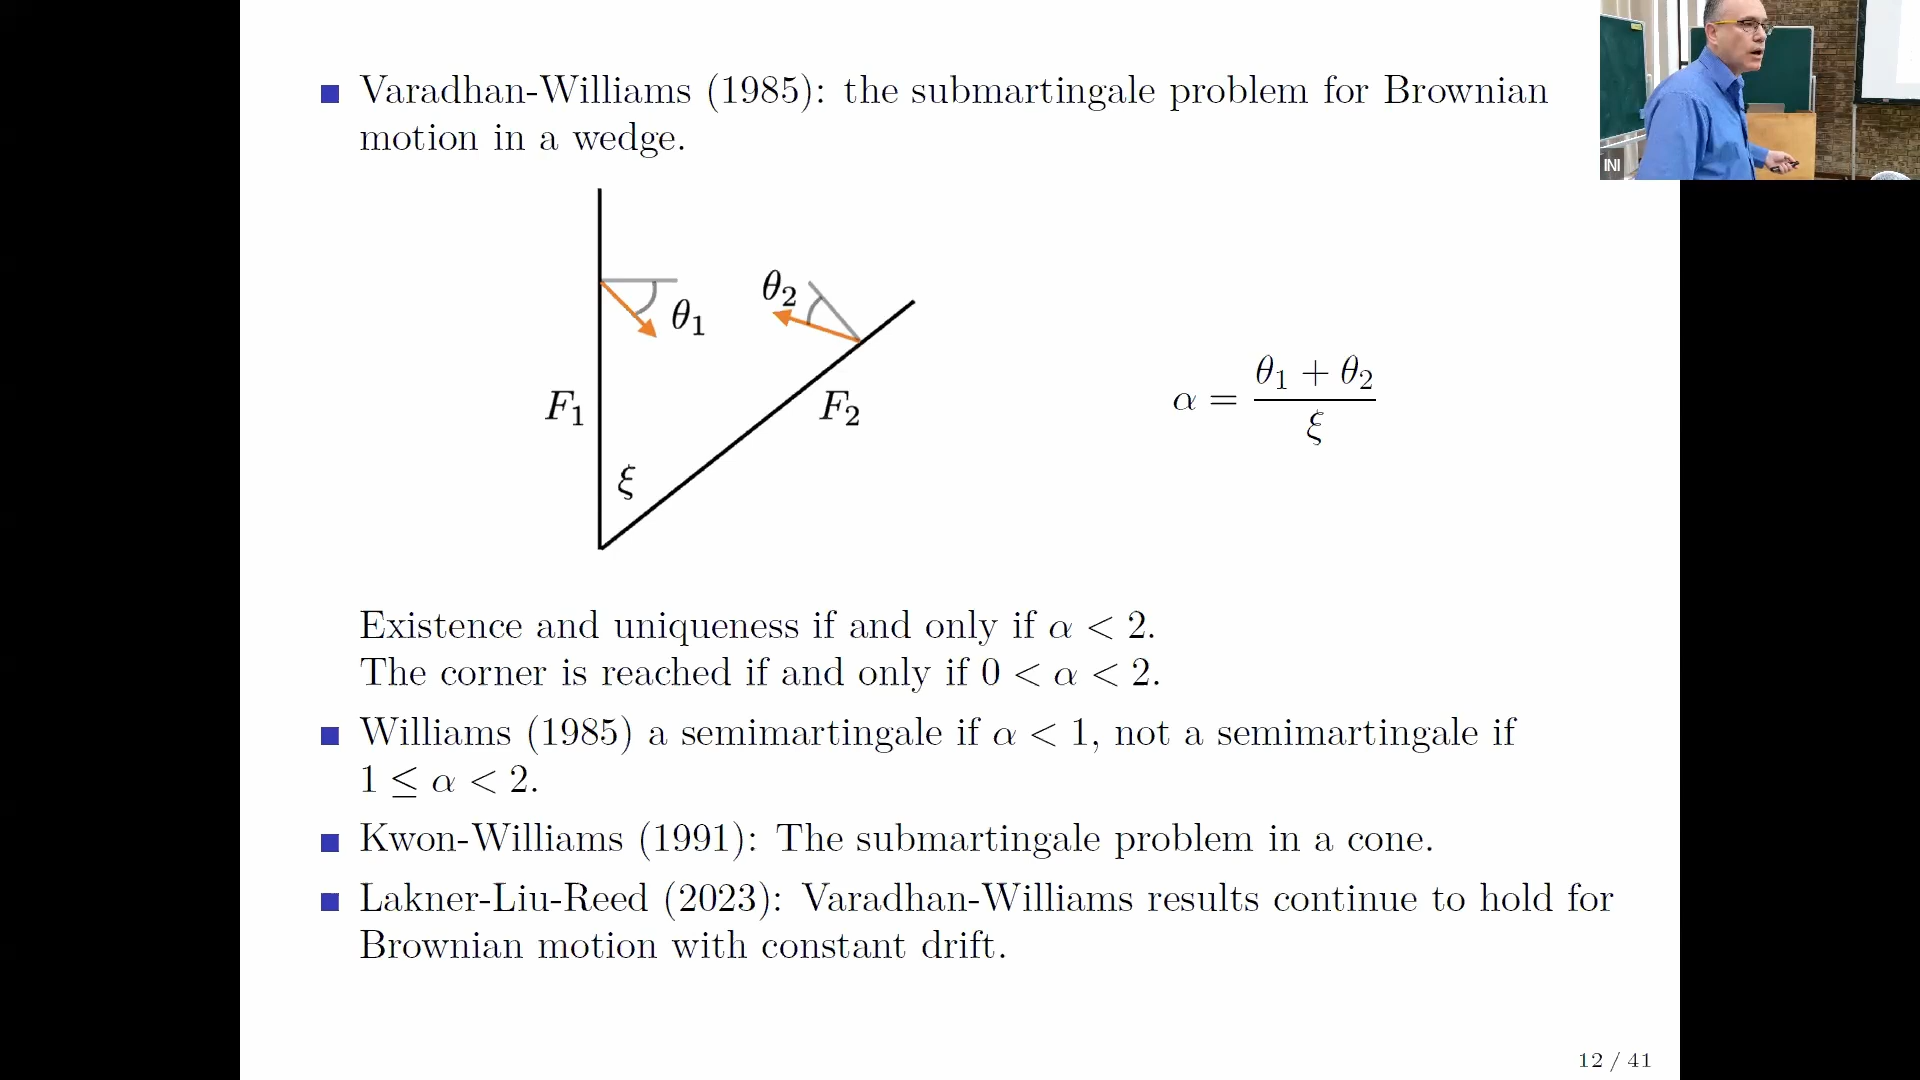 Varadhan-Williams (1985): the submartingale problem for Brownian
motion in a wedge.
INI
θ₂
θ₁
α = (θ₁ + θ₂) / ξ
F₁
F₂
ξ
Existence and uniqueness if and only if α < 2.
The corner is reached if and only if 0 < α < 2.
Williams (1985) a semimartingale if α < 1, not a semimartingale if
1 ≤ α < 2.
Kwon-Williams (1991): The submartingale problem in a cone.
Lakner-Liu-Reed (2023): Varadhan-Williams results continue to hold for
Brownian motion with constant drift.
12 / 41